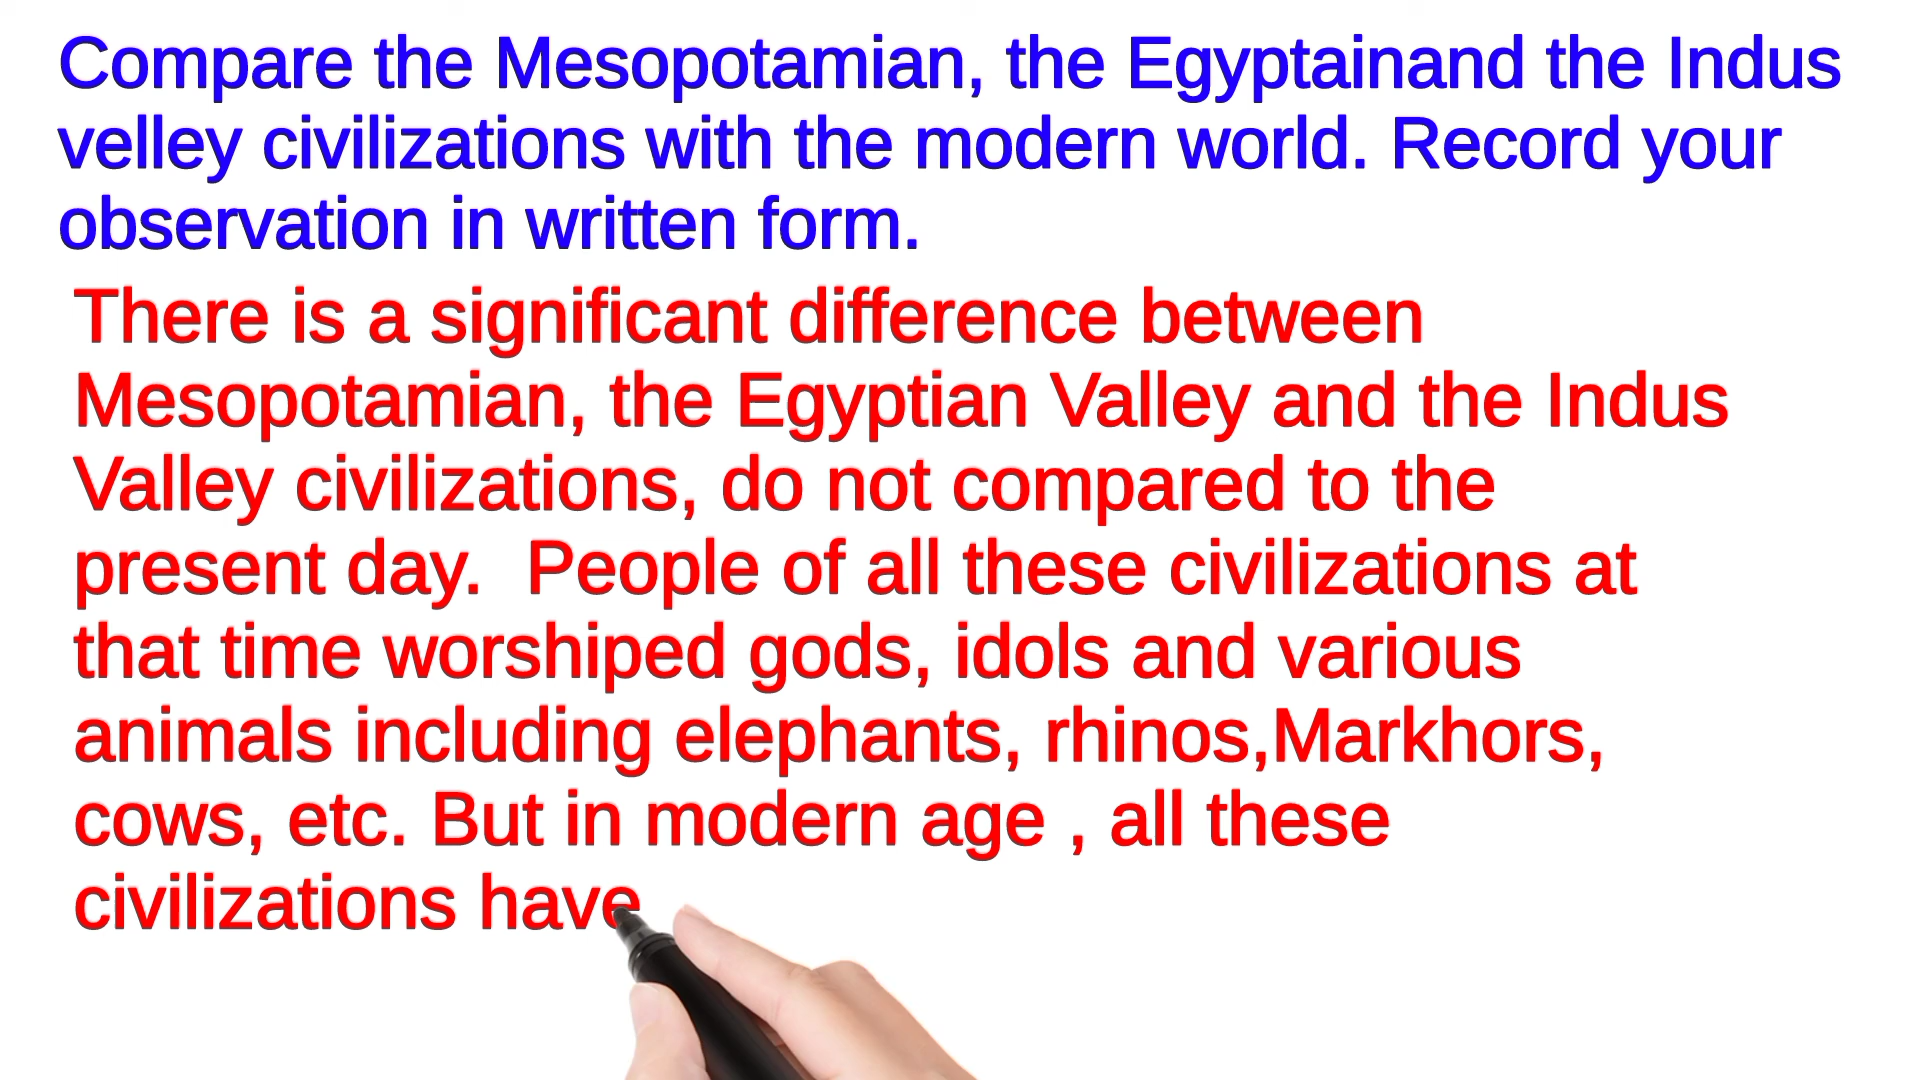 Compare the Mesopotamian, the Egyptainand the Indus
velley civilizations with the modern world. Record your
observation in written form.
There is a significant difference between
Mesopotamian, the Egyptian Valley and the Indus
Valley civilizations, do not compared to the
present day.  People of all these civilizations at
that time worshiped gods, idols and various
animals including elephants, rhinos,Markhors,
cows, etc. But in modern age , all these
civilizations have